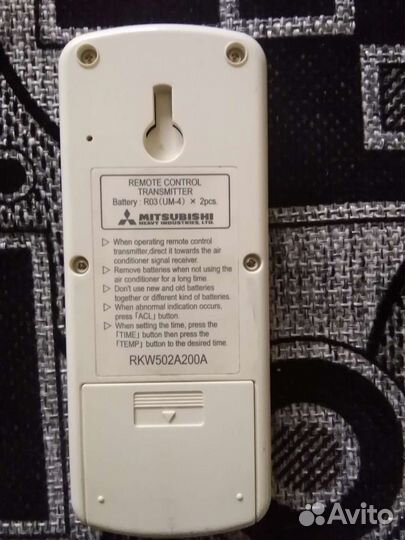 REMOTE CONTROL
TRANSMITTER
Battery : R03 (UM-4) × 2pcs.
MITSUBISHI
HEAVY INDUSTRIES, LTD.
▷ When operating remote control
transmitter,direct it towards the air
conditioner signal receiver.
▷ Remove batteries when not using the
air conditioner for a long time.
▷ Don't use new and old batteries
together or different kind of batteries.
▷ When abnormal indication occurs,
press「ACL」button.
▷ When setting the time, press the
「TIME」button then press the
「TEMP」button to the desired time.
RKW502A200A
Avito